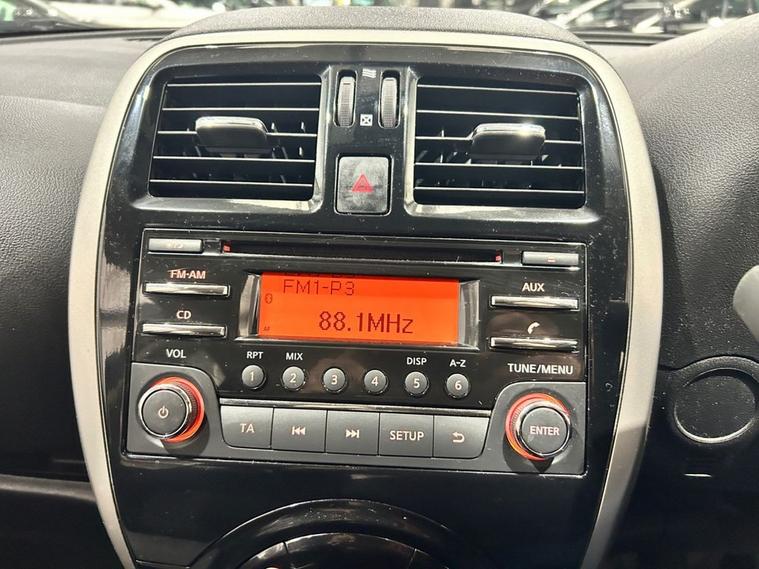 FM-AM
FM1-P3
AUX
CD
88.1MHz
VOL
RPT MIX DISP A-Z
TUNE/MENU
1 2 3 4 5 6
TA SETUP ENTER